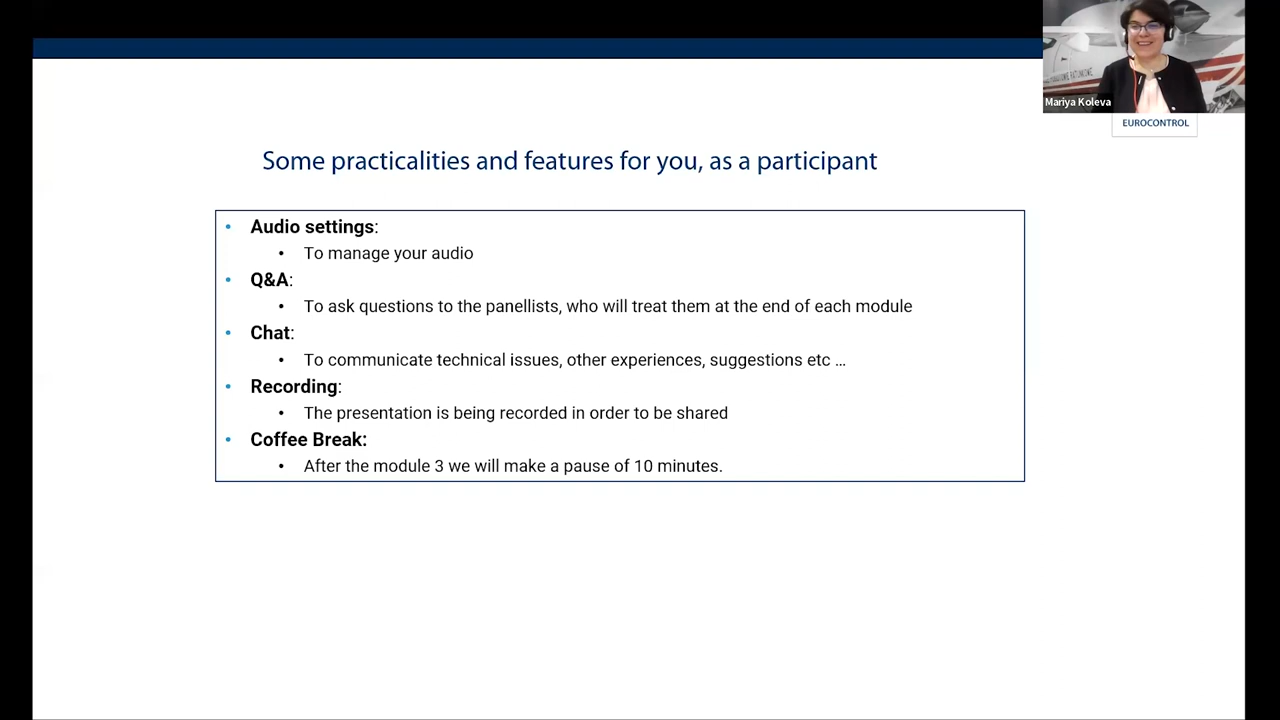 Mariya Koleva
EUROCONTROL
Some practicalities and features for you, as a participant
• Audio settings:
• To manage your audio
• Q&A:
• To ask questions to the panellists, who will treat them at the end of each module
• Chat:
• To communicate technical issues, other experiences, suggestions etc ...
• Recording:
• The presentation is being recorded in order to be shared
• Coffee Break:
• After the module 3 we will make a pause of 10 minutes.